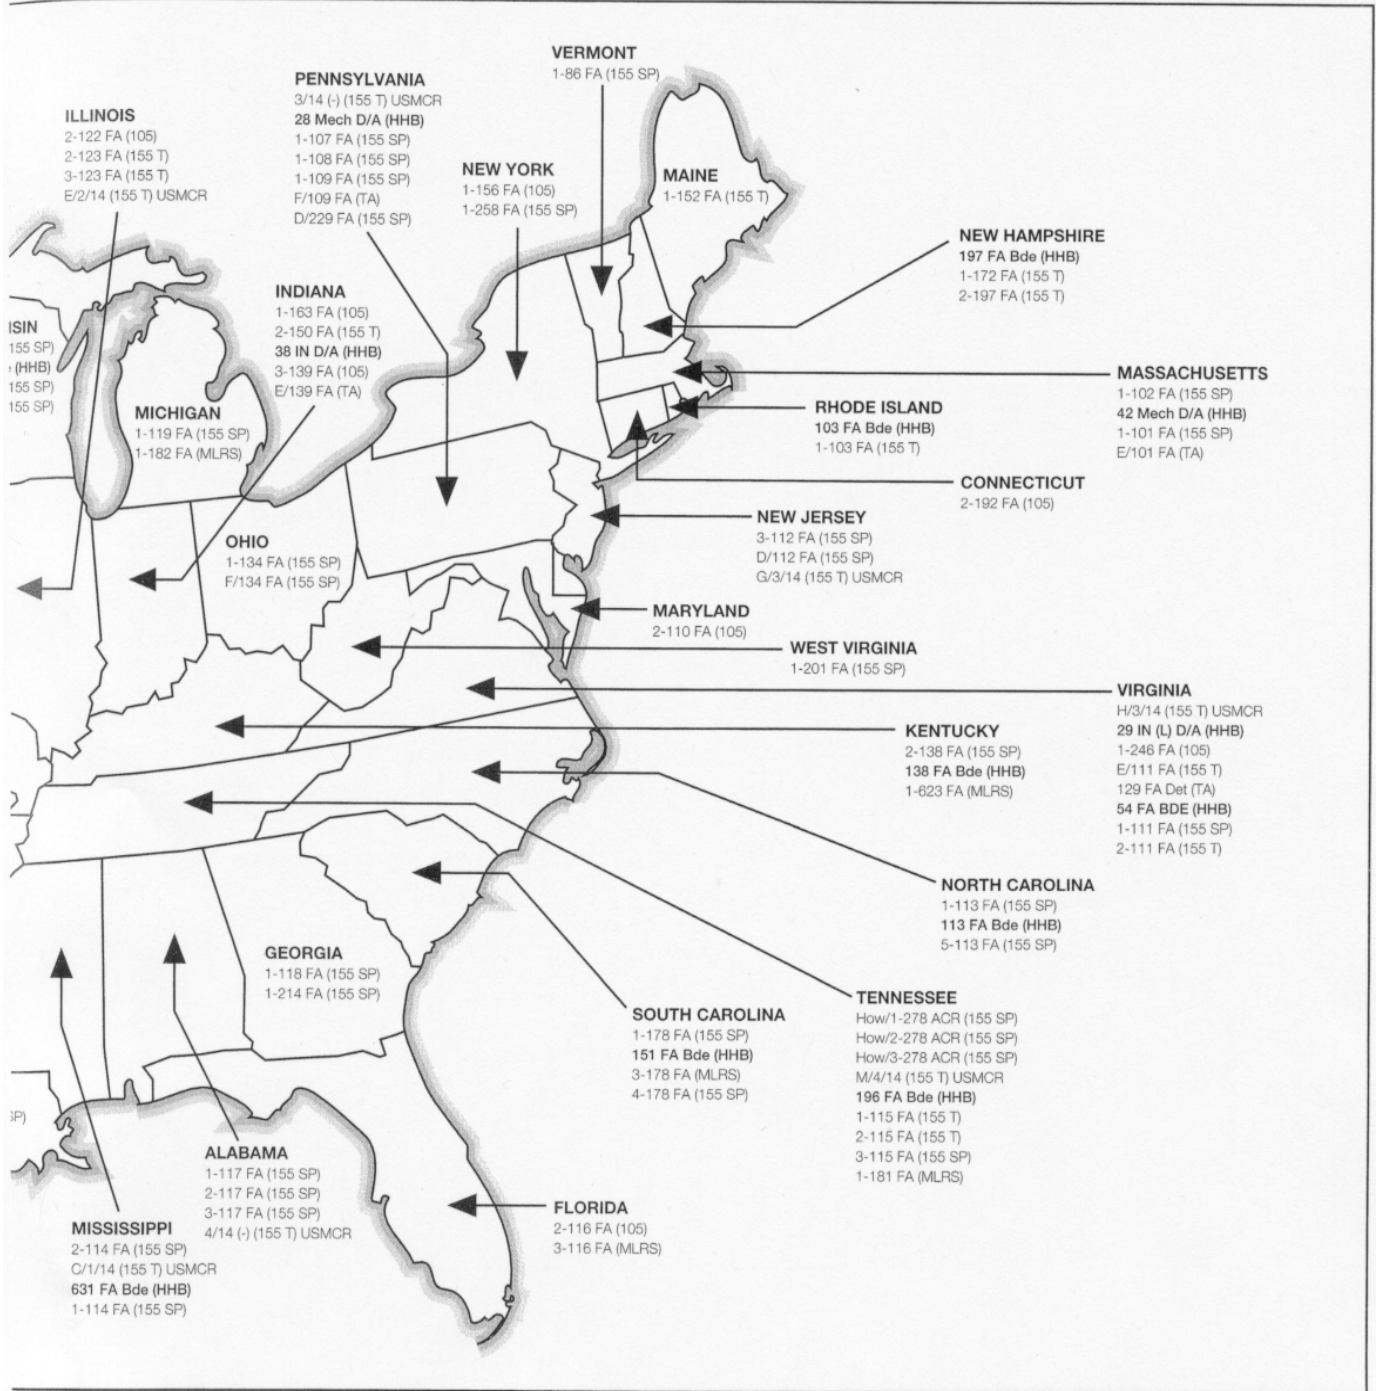 VERMONT
1-86 FA (155 SP)
PENNSYLVANIA
3/14 (-) (155 T) USMCR
28 Mech D/A (HHB)
1-107 FA (155 SP)
1-108 FA (155 SP)
1-109 FA (155 SP)
F/109 FA (TA)
D/229 FA (155 SP)
ILLINOIS
2-122 FA (105)
2-123 FA (155 T)
3-123 FA (155 T)
E/2/14 (155 T) USMCR
NEW YORK
1-156 FA (105)
1-258 FA (155 SP)
MAINE
1-152 FA (155 T)
NEW HAMPSHIRE
197 FA Bde (HHB)
1-172 FA (155 T)
2-197 FA (155 T)
INDIANA
1-163 FA (105)
2-150 FA (155 T)
38 IN D/A (HHB)
3-139 FA (105)
E/139 FA (TA)
ISIN
155 SP)
(HHB)
155 SP)
155 SP)
MICHIGAN
1-119 FA (155 SP)
1-182 FA (MLRS)
MASSACHUSETTS
1-102 FA (155 SP)
42 Mech D/A (HHB)
1-101 FA (155 SP)
E/101 FA (TA)
RHODE ISLAND
103 FA Bde (HHB)
1-103 FA (155 T)
CONNECTICUT
2-192 FA (105)
NEW JERSEY
3-112 FA (155 SP)
D/112 FA (155 SP)
G/3/14 (155 T) USMCR
OHIO
1-134 FA (155 SP)
F/134 FA (155 SP)
MARYLAND
2-110 FA (105)
WEST VIRGINIA
1-201 FA (155 SP)
VIRGINIA
H/3/14 (155 T) USMCR
29 IN (L) D/A (HHB)
1-246 FA (105)
E/111 FA (155 T)
129 FA Det (TA)
54 FA BDE (HHB)
1-111 FA (155 SP)
2-111 FA (155 T)
KENTUCKY
2-138 FA (155 SP)
138 FA Bde (HHB)
1-623 FA (MLRS)
NORTH CAROLINA
1-113 FA (155 SP)
113 FA Bde (HHB)
5-113 FA (155 SP)
GEORGIA
1-118 FA (155 SP)
1-214 FA (155 SP)
TENNESSEE
How/1-278 ACR (155 SP)
How/2-278 ACR (155 SP)
How/3-278 ACR (155 SP)
M/4/14 (155 T) USMCR
196 FA Bde (HHB)
1-115 FA (155 T)
2-115 FA (155 T)
3-115 FA (155 SP)
1-181 FA (MLRS)
SOUTH CAROLINA
1-178 FA (155 SP)
151 FA Bde (HHB)
3-178 FA (MLRS)
4-178 FA (155 SP)
SP)
ALABAMA
1-117 FA (155 SP)
2-117 FA (155 SP)
3-117 FA (155 SP)
4/14 (-) (155 T) USMCR
FLORIDA
2-116 FA (105)
3-116 FA (MLRS)
MISSISSIPPI
2-114 FA (155 SP)
C/1/14 (155 T) USMCR
631 FA Bde (HHB)
1-114 FA (155 SP)